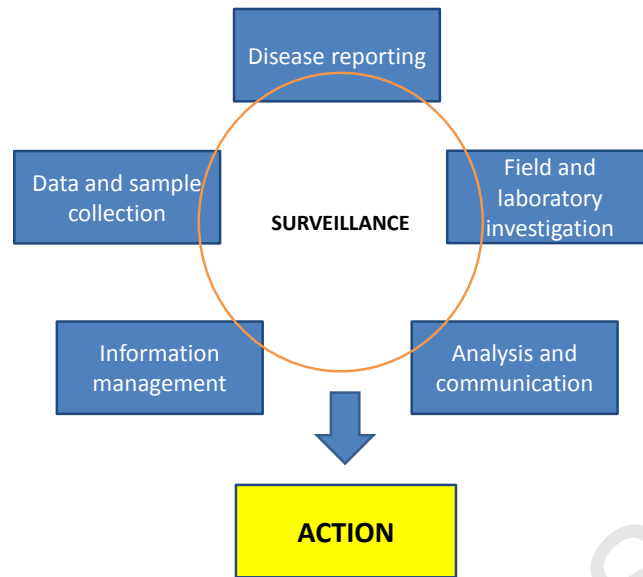 Disease reporting
Data and sample
collection
Field and
laboratory
investigation
SURVEILLANCE
Information
management
Analysis and
communication
ACTION